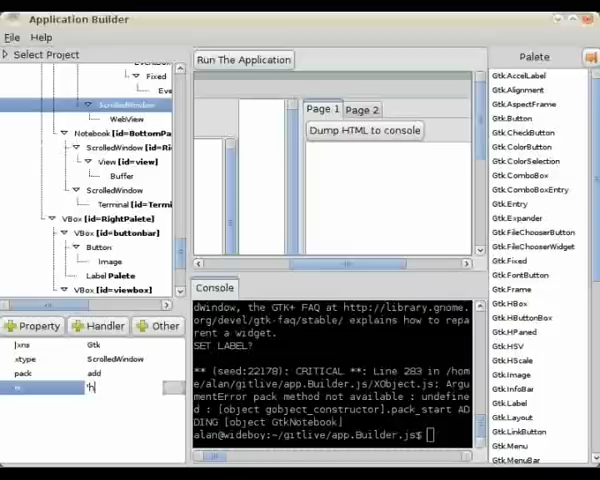 Application Builder
File Help
Select Project
Fixed
ScrolledWindow
WebView
Notebook [id=BottomPa
ScrolledWindow [id=Ri
View [id=view]
Buffer
ScrolledWindow
Terminal [id=Termi
VBox [id=RightPalete]
VBox [id=buttonbar]
Button
Image
Label Palete
VBox [id=viewbox]
Property Handler Other
|xns Gtk
xtype ScrolledWindow
pack add
Run The Application
Page 1 Page 2
Dump HTML to console
Console
dWindow, the GTK+ FAQ at http://library.gnome.
org/devel/gtk-faq/stable/ explains how to repa
rent a widget.
SET LABEL?
** (seed:22178): CRITICAL **: Line 283 in /hom
e/alan/gitlive/app.Builder.js/XObject.js: Argu
mentError pack method not available : undefine
d : [object gobject_constructor].pack_start AD
DING [object GtkNotebook]
alan@wideboy:~/gitlive/app.Builder.js$
Palete
Gtk.AccelLabel
Gtk.Alignment
Gtk.AspectFrame
Gtk.Button
Gtk.CheckButton
Gtk.ColorButton
Gtk.ColorSelection
Gtk.ComboBox
Gtk.ComboBoxEntry
Gtk.Entry
Gtk.Expander
Gtk.FileChooserButton
Gtk.FileChooserWidget
Gtk.Fixed
Gtk.FontButton
Gtk.Frame
Gtk.HBox
Gtk.HButtonBox
Gtk.HPaned
Gtk.HSV
Gtk.HScale
Gtk.Image
Gtk.InfoBar
Gtk.Label
Gtk.Layout
Gtk.LinkButton
Gtk.Menu
Gtk.MenuBar